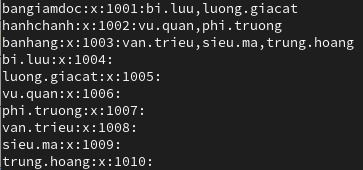 bangiamdoc:x:1001:bi.luu,luong.giacat
hanhchanh:x:1002:vu.quan,phi.truong
banhang:x:1003:van.trieu,sieu.ma,trung.hoang
bi.luu:x:1004:
luong.giacat:x:1005:
vu.quan:x:1006:
phi.truong:x:1007:
van.trieu:x:1008:
sieu.ma:x:1009:
trung.hoang:x:1010: